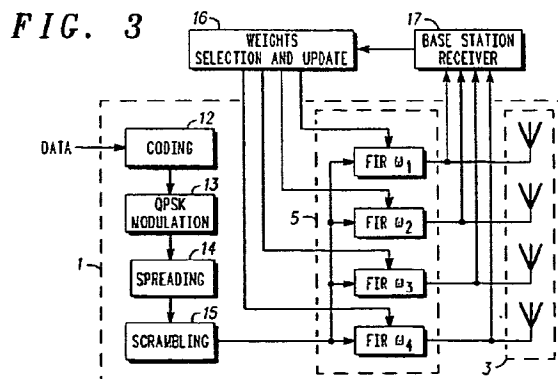 FIG. 3
16
17
WEIGHTS
SELECTION AND UPDATE
BASE STATION
RECEIVER
12
DATA
CODING
FIR ω1
13
QPSK
MODULATION
5
FIR ω2
14
1
SPREADING
FIR ω3
15
SCRAMBLING
FIR ω4
3